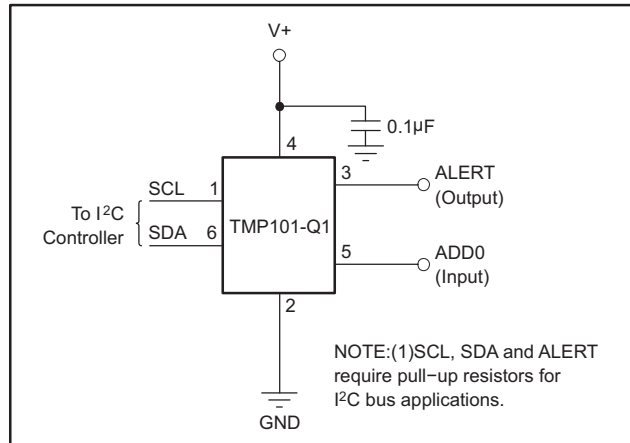 V+
0.1µF
4
3
ALERT
(Output)
SCL
1
To I²C
Controller
TMP101-Q1
SDA
6
5
ADD0
(Input)
2
NOTE:(1)SCL, SDA and ALERT
require pull−up resistors for
I²C bus applications.
GND